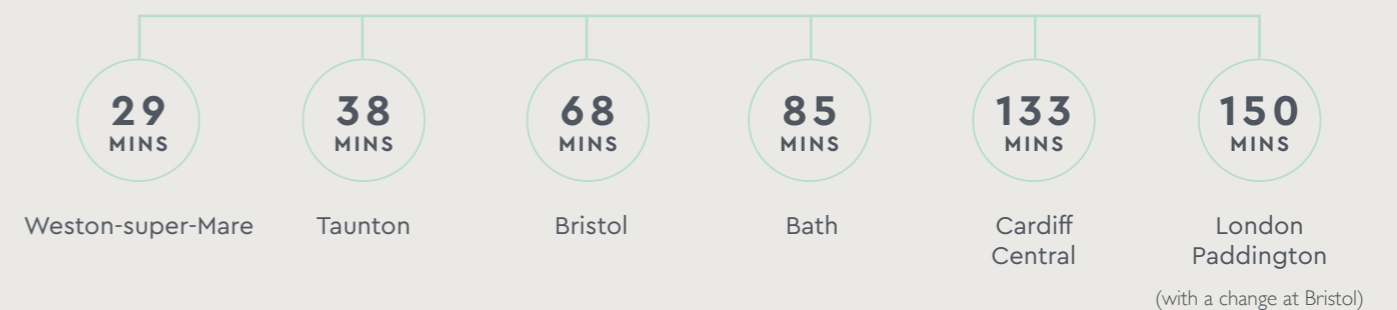 29
MINS
Weston-super-Mare
38
MINS
Taunton
68
MINS
Bristol
85
MINS
Bath
133
MINS
Cardiff
Central
150
MINS
London
Paddington
(with a change at Bristol)